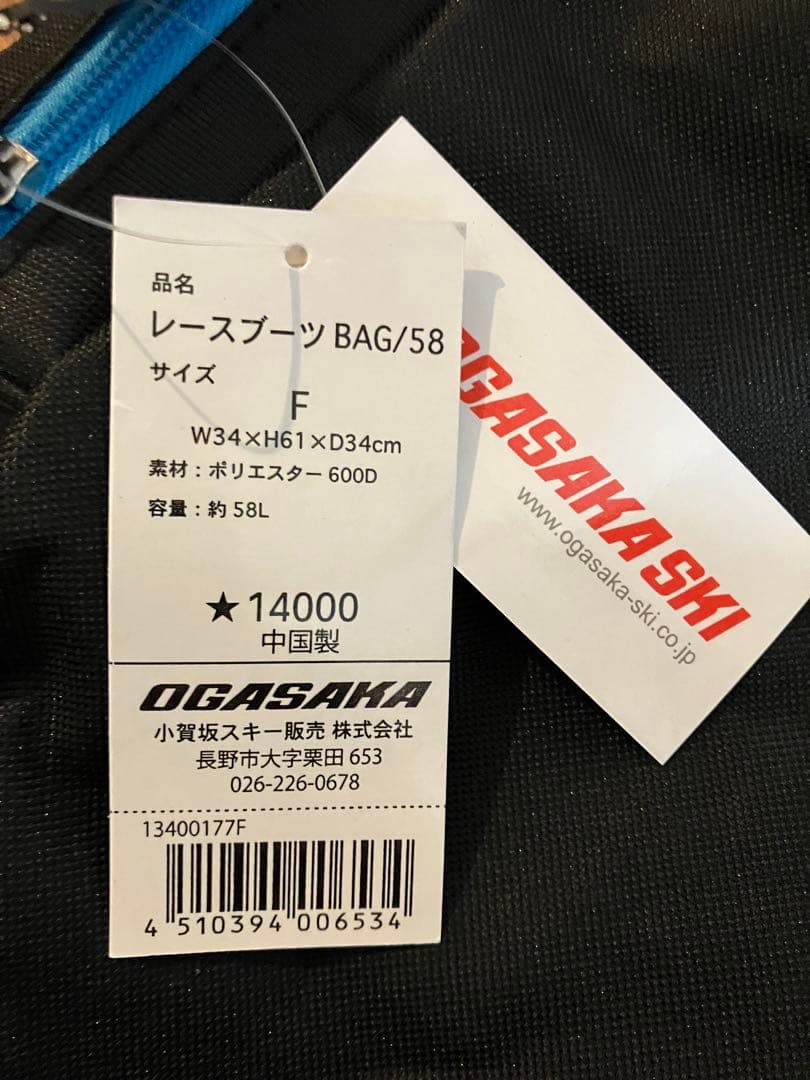 品名
レースブーツ BAG/58
サイズ
F
W34×H61×D34cm
素材：ポリエスター 600D
容量：約 58L
★14000
中国製
OGASAKA
小賀坂スキー販売 株式会社
長野市大字栗田 653
026-226-0678
13400177F
4 510394 006534
OGASAKA SKI
www.ogasaka-ski.co.jp